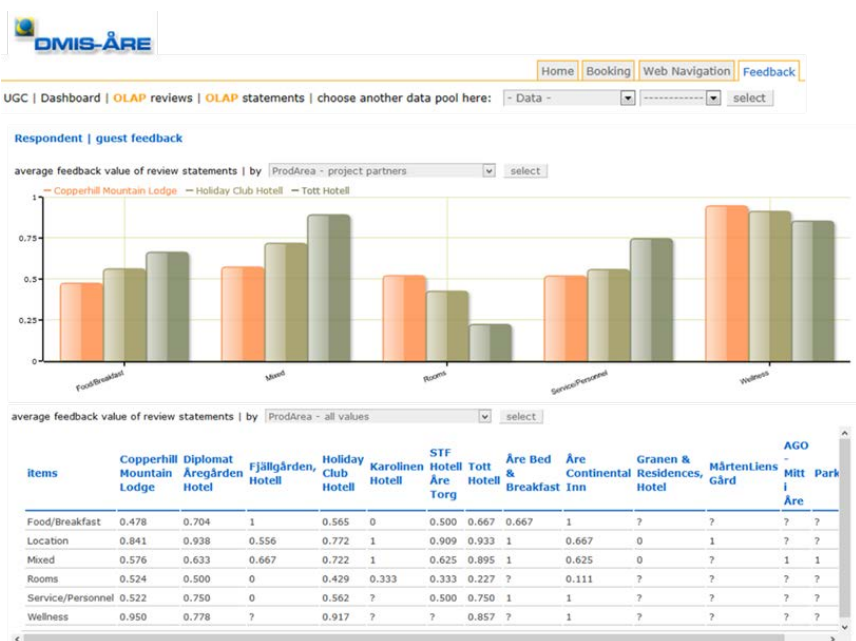 DMIS-ÅRE
Home Booking Web Navigation Feedback
UGC | Dashboard | OLAP reviews | OLAP statements | choose another data pool here: - Data - ------------ select
Respondent | guest feedback
average feedback value of review statements | by ProdArea - project partners select
Copperhill Mountain Lodge Holiday Club Hotell Tott Hotell
1
0.75
0.5
0.25
0
Food/Breakfast Mixed Rooms Service/Personnel Wellness
average feedback value of review statements | by ProdArea - all values select
items Copperhill Mountain Lodge Diplomat Åregården Hotel Fjällgården, Hotell Holiday Club Hotell Karolinen Hotell STF Hotell Åre Torg Tott Hotell Åre Bed & Breakfast Åre Continental Inn Granen & Residences, Hotel MårtenLiens Gård AGO - Mitt i Åre Park
Food/Breakfast 0.478 0.704 1 0.565 0 0.500 0.667 0.667 1 ? ? ? ?
Location 0.841 0.938 0.556 0.772 1 0.909 0.933 1 0.667 0 1 ? ?
Mixed 0.576 0.633 0.667 0.722 1 0.625 0.895 1 0.625 0 ? 1 1
Rooms 0.524 0.500 0 0.429 0.333 0.333 0.227 ? 0.111 ? ? ? ?
Service/Personnel 0.522 0.750 0 0.562 ? 0.500 0.750 1 1 ? ? ? ?
Wellness 0.950 0.778 ? 0.917 ? ? 0.857 ? 1 ? ? ? ?